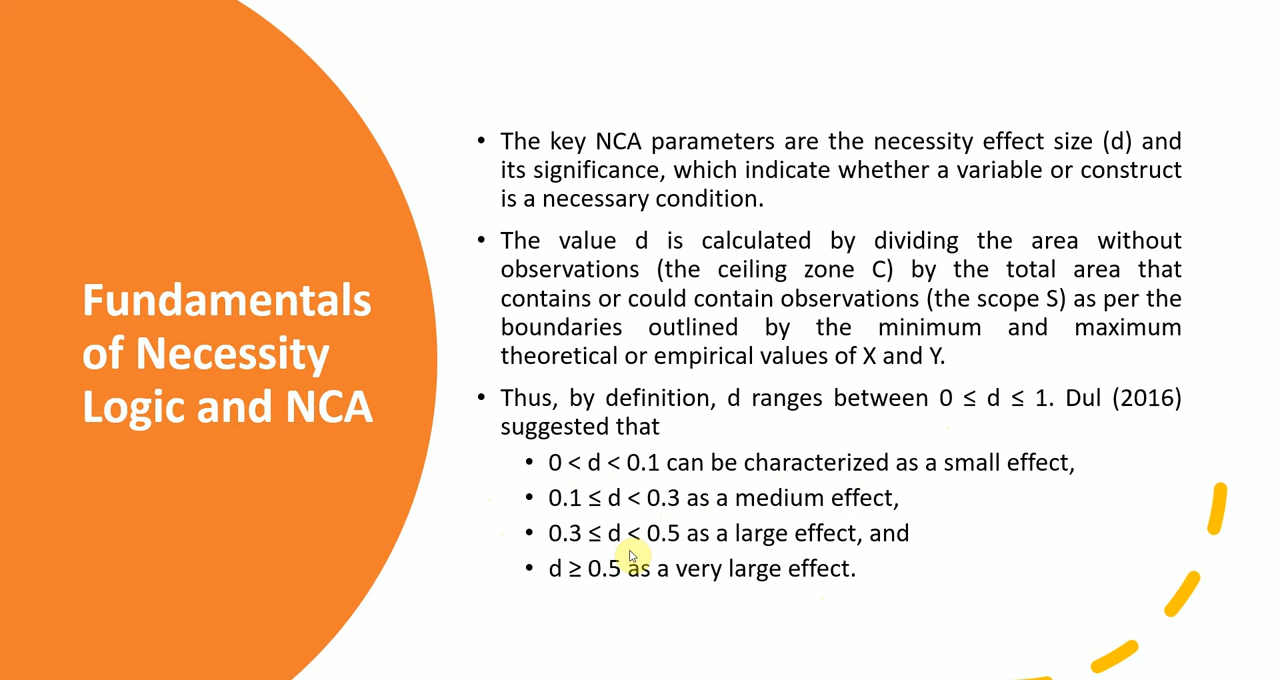 Fundamentals
of Necessity
Logic and NCA
• The key NCA parameters are the necessity effect size (d) and
its significance, which indicate whether a variable or construct
is a necessary condition.
• The value d is calculated by dividing the area without
observations (the ceiling zone C) by the total area that
contains or could contain observations (the scope S) as per the
boundaries outlined by the minimum and maximum
theoretical or empirical values of X and Y.
• Thus, by definition, d ranges between 0 ≤ d ≤ 1. Dul (2016)
suggested that
• 0 < d < 0.1 can be characterized as a small effect,
• 0.1 ≤ d < 0.3 as a medium effect,
• 0.3 ≤ d < 0.5 as a large effect, and
• d ≥ 0.5 as a very large effect.